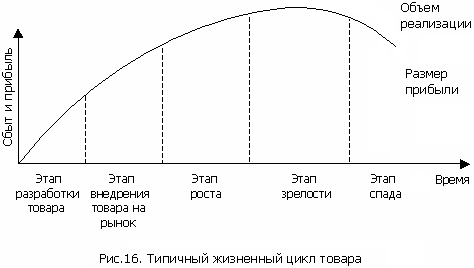 Объем
реализации
Размер
прибыли
Сбыт и прибыль
Этап
разработки
товара
Этап
внедрения
товара на
рынок
Этап
роста
Этап
зрелости
Этап
спада
Время
Рис.16. Типичный жизненный цикл товара